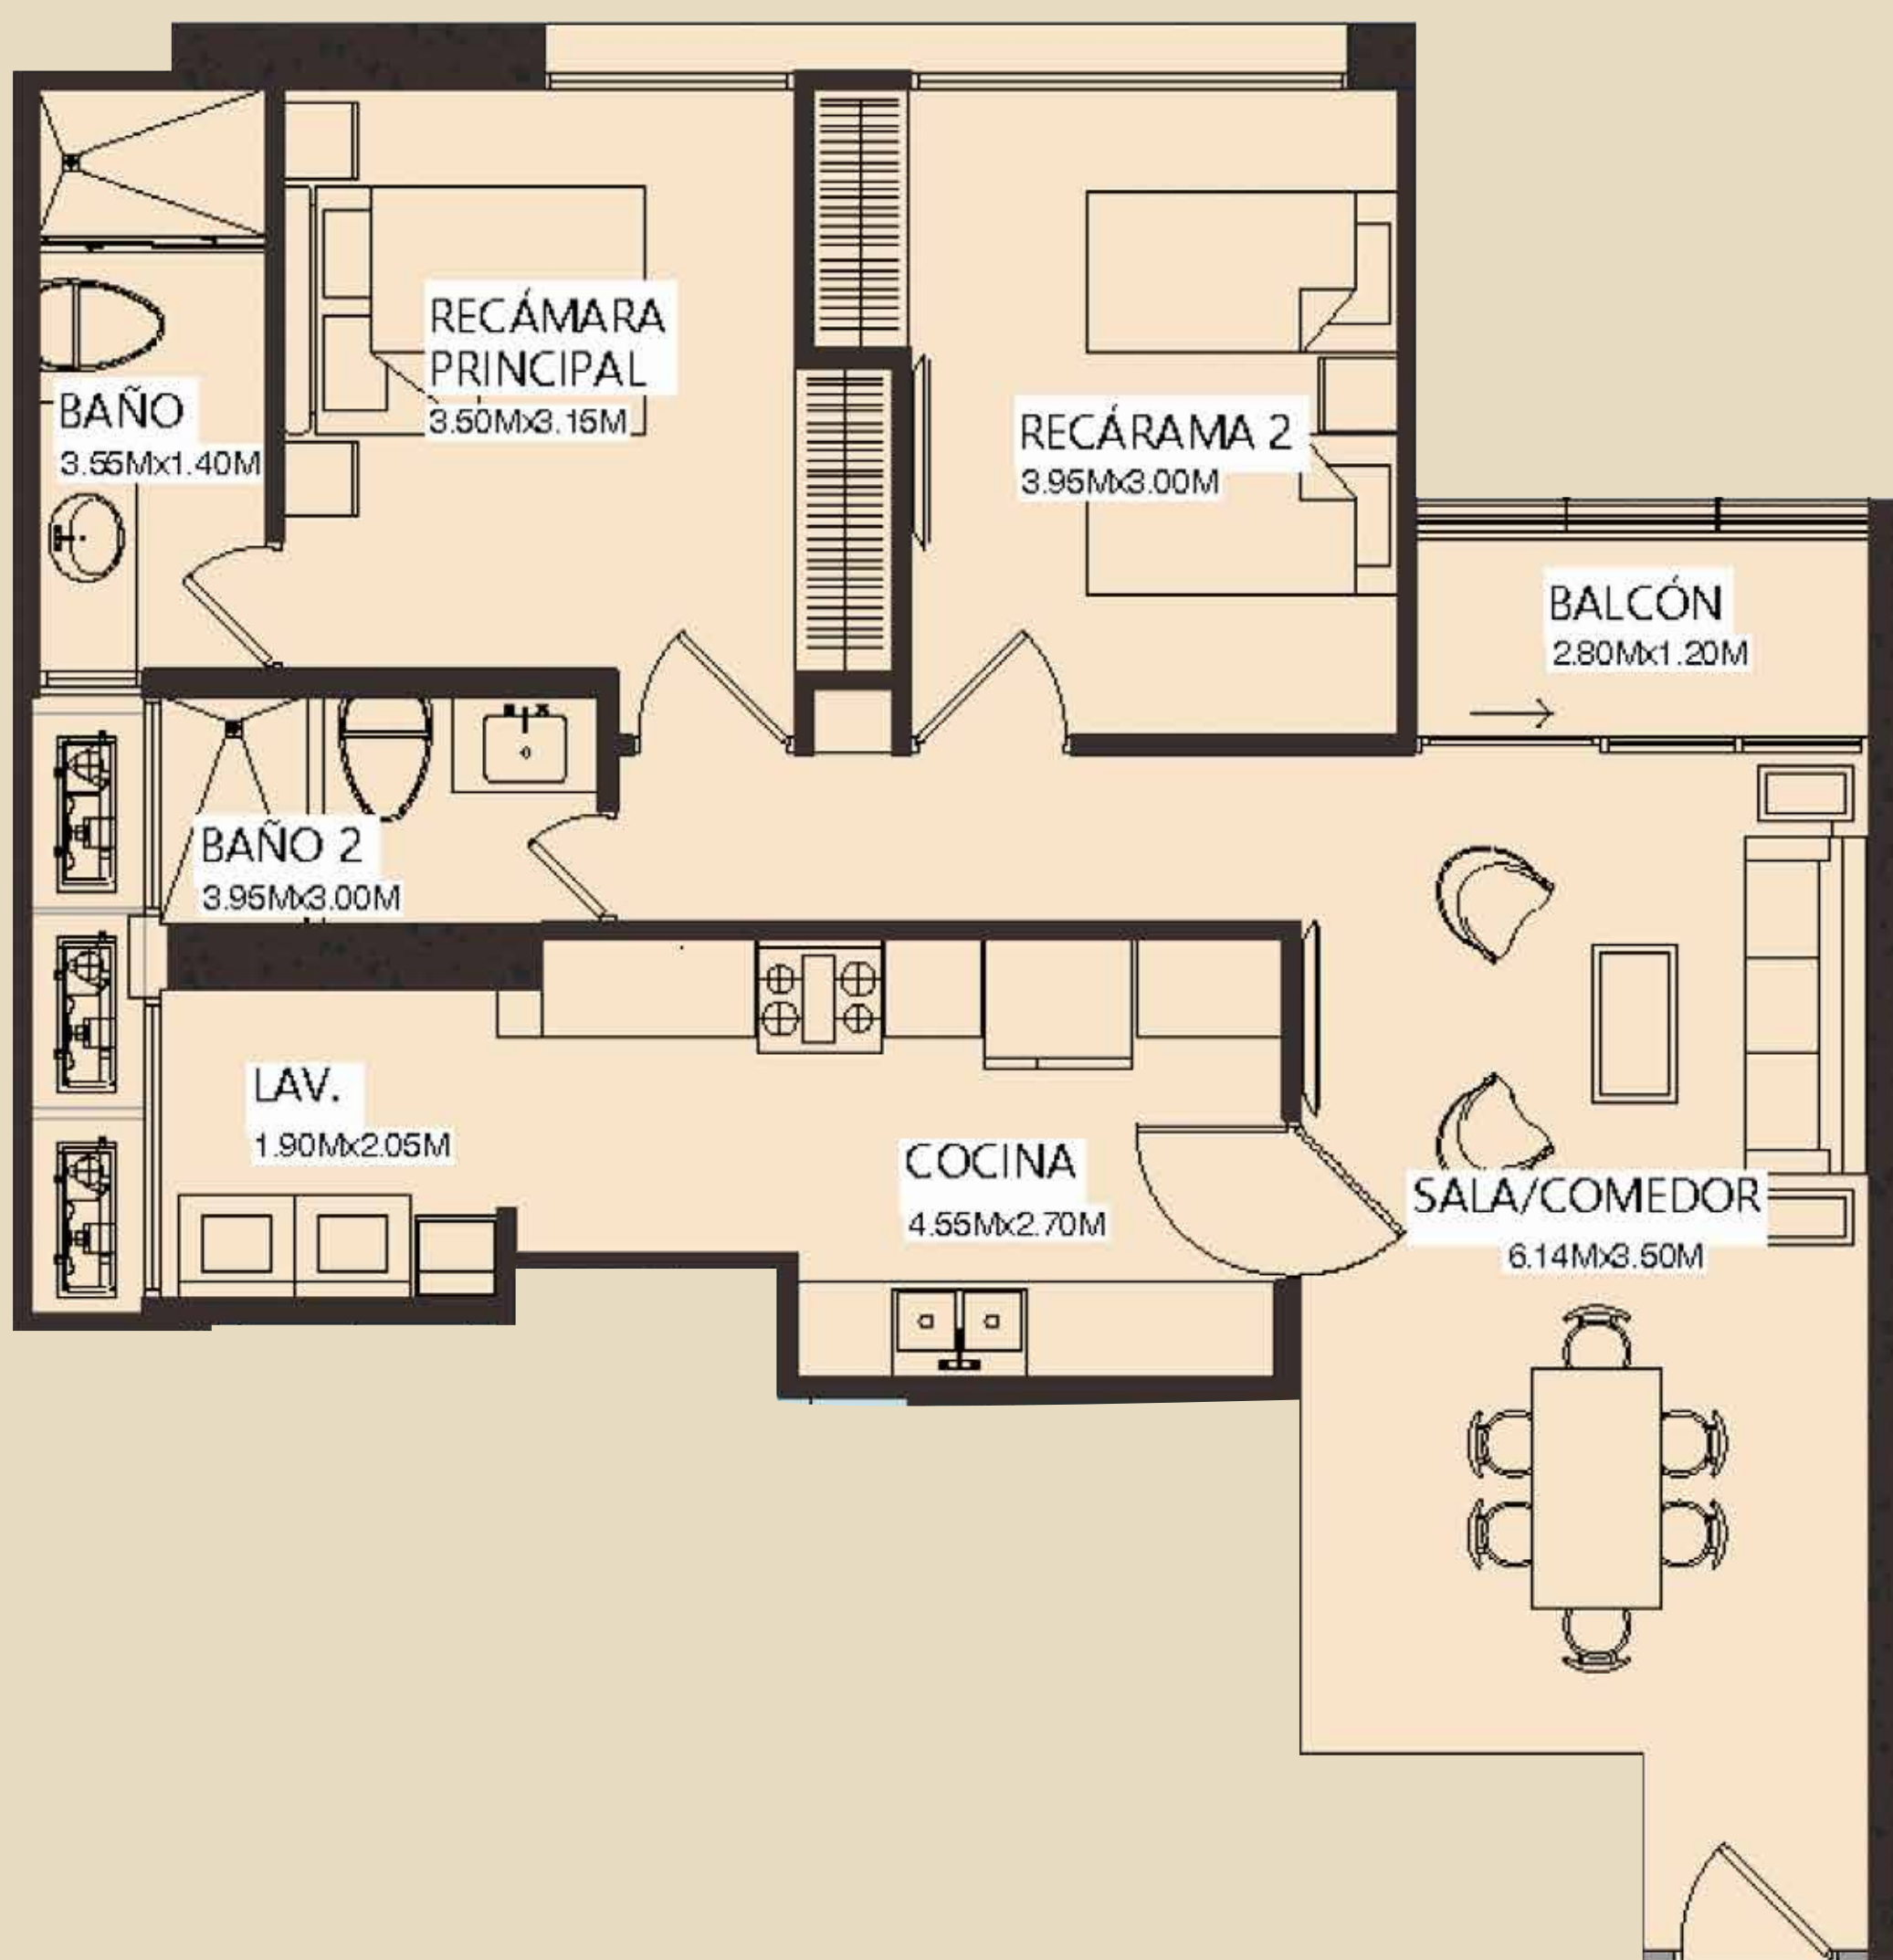 RECÁMARA
PRINCIPAL
3.50Mx3.15M
BAÑO
3.55Mx1.40M
RECÁRAMA 2
3.95Mx3.00M
BALCÓN
2.80Mx1.20M
BAÑO 2
3.95Mx3.00M
LAV.
1.90Mx2.05M
COCINA
4.55Mx2.70M
SALA/COMEDOR
6.14Mx3.50M